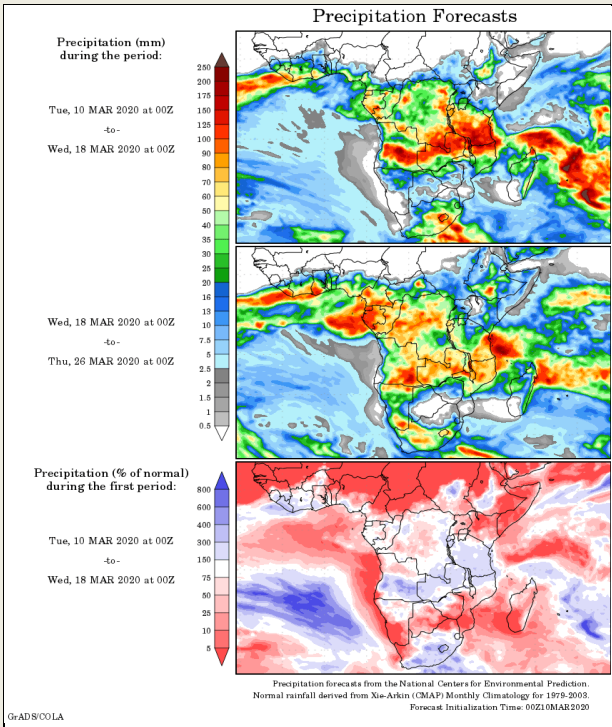 Precipitation Forecasts
Precipitation (mm)
during the period:
Tue, 10 MAR 2020 at 00Z
-to-
Wed, 18 MAR 2020 at 00Z
250
200
175
150
125
100
90
80
70
60
50
40
35
30
25
20
16
13
10
7.5
5
2.5
2
1.5
1
0.5
Wed, 18 MAR 2020 at 00Z
-to-
Thu, 26 MAR 2020 at 00Z
Precipitation (% of normal)
during the first period:
Tue, 10 MAR 2020 at 00Z
-to-
Wed, 18 MAR 2020 at 00Z
800
600
400
300
150
75
50
25
10
5
Precipitation forecasts from the National Centers for Environmental Prediction.
Normal rainfall derived from Xie-Arkin (CMAP) Monthly Climatology for 1979-2003.
Forecast Initialization Time: 00Z10MAR2020
GrADS/COLA